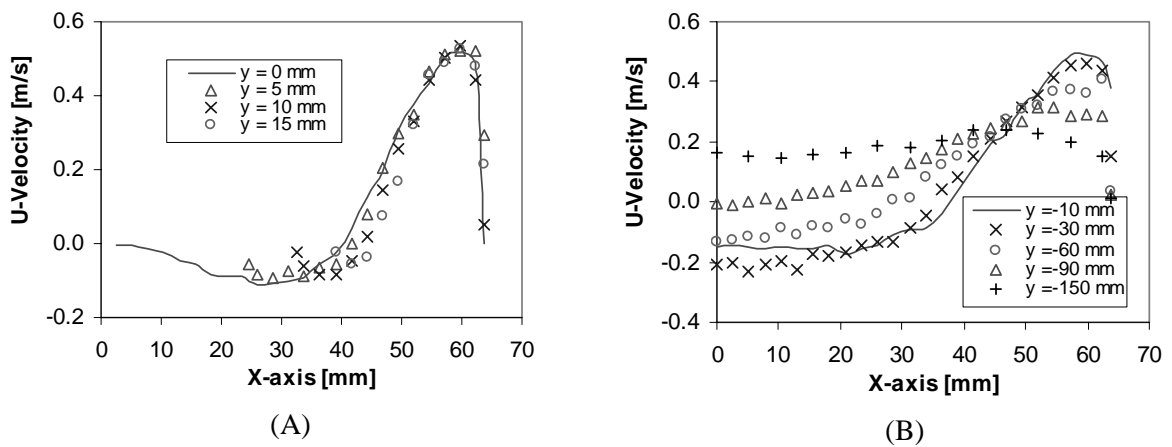 0.6
0.4
0.2
0.0
-0.2
U-Velocity [m/s]
y = 0 mm
y = 5 mm
y = 10 mm
y = 15 mm
0 10 20 30 40 50 60 70
X-axis [mm]
(A)
0.6
0.4
0.2
0.0
-0.2
-0.4
U-Velocity [m/s]
y =-10 mm
y =-30 mm
y =-60 mm
y =-90 mm
y =-150 mm
0 10 20 30 40 50 60 70
X-axis [mm]
(B)